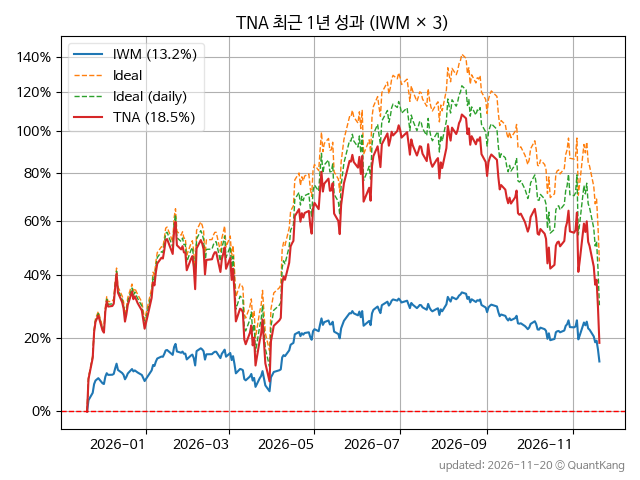 TNA 최근 1년 성과 (IWM × 3)
IWM (13.2%)
Ideal
Ideal (daily)
TNA (18.5%)
140%
120%
100%
80%
60%
40%
20%
0%
2026-01 2026-03 2026-05 2026-07 2026-09 2026-11
updated: 2026-11-20 © QuantKang